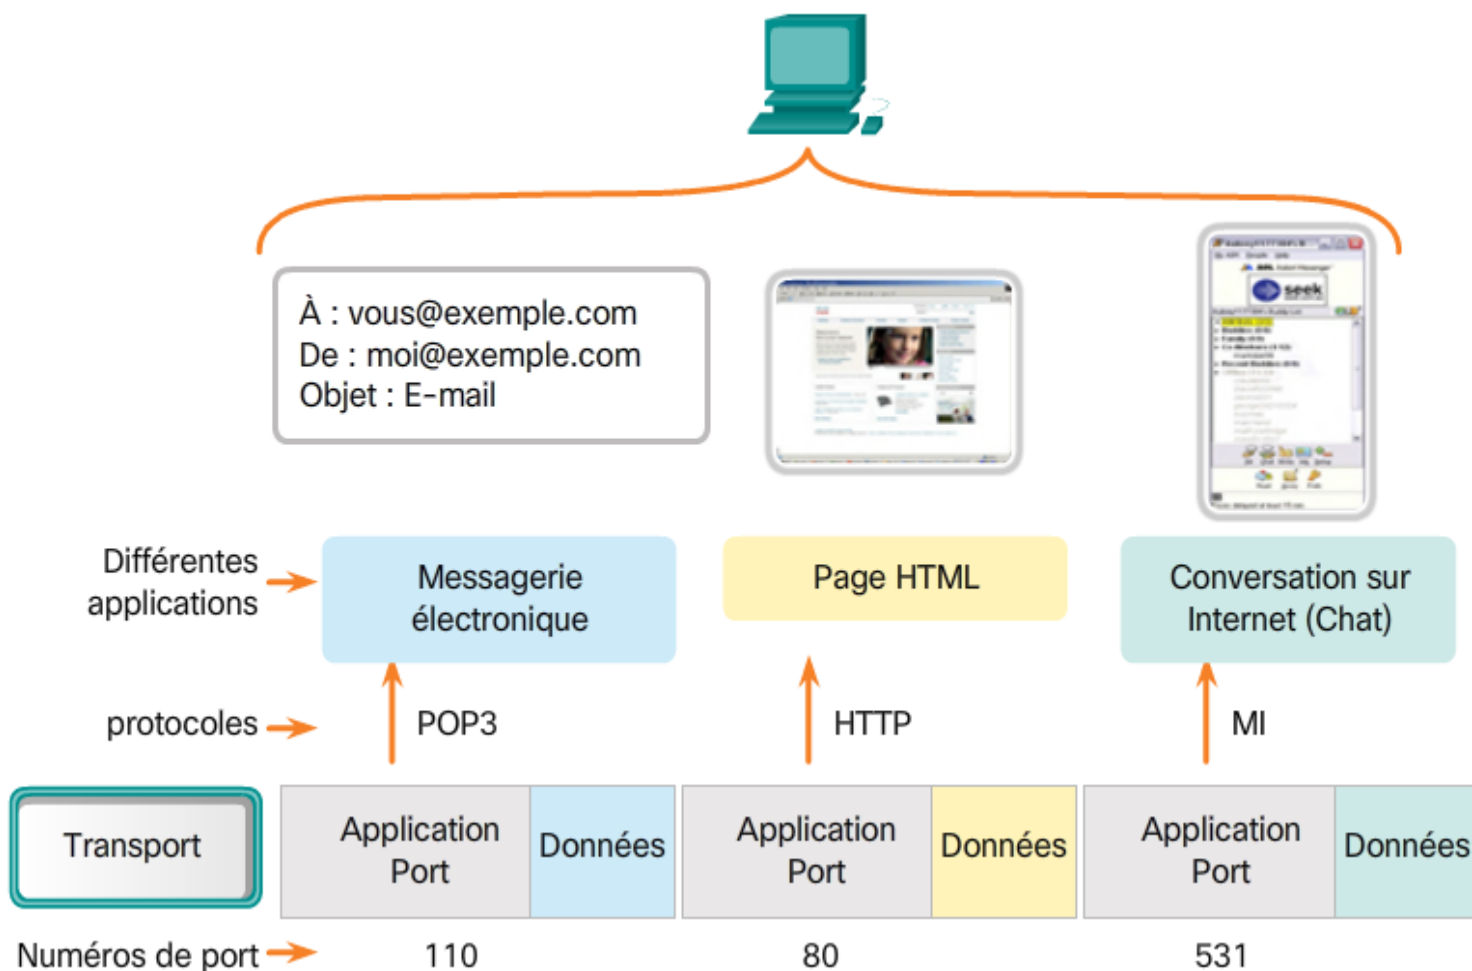 À : vous@exemple.com
De : moi@exemple.com
Objet : E-mail
seek
Différentes
applications
Messagerie
électronique
Page HTML
Conversation sur
Internet (Chat)
protocoles
POP3
HTTP
MI
Transport
Application
Port
Données
Application
Port
Données
Application
Port
Données
Numéros de port
110
80
531